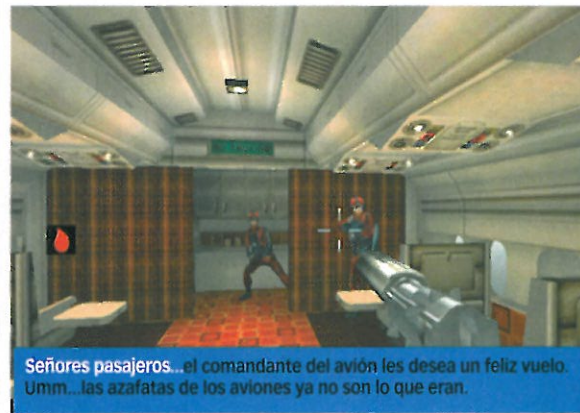 Señores pasajeros...el comandante del avión les desea un feliz vuelo.
Umm...las azafatas de los aviones ya no son lo que eran.